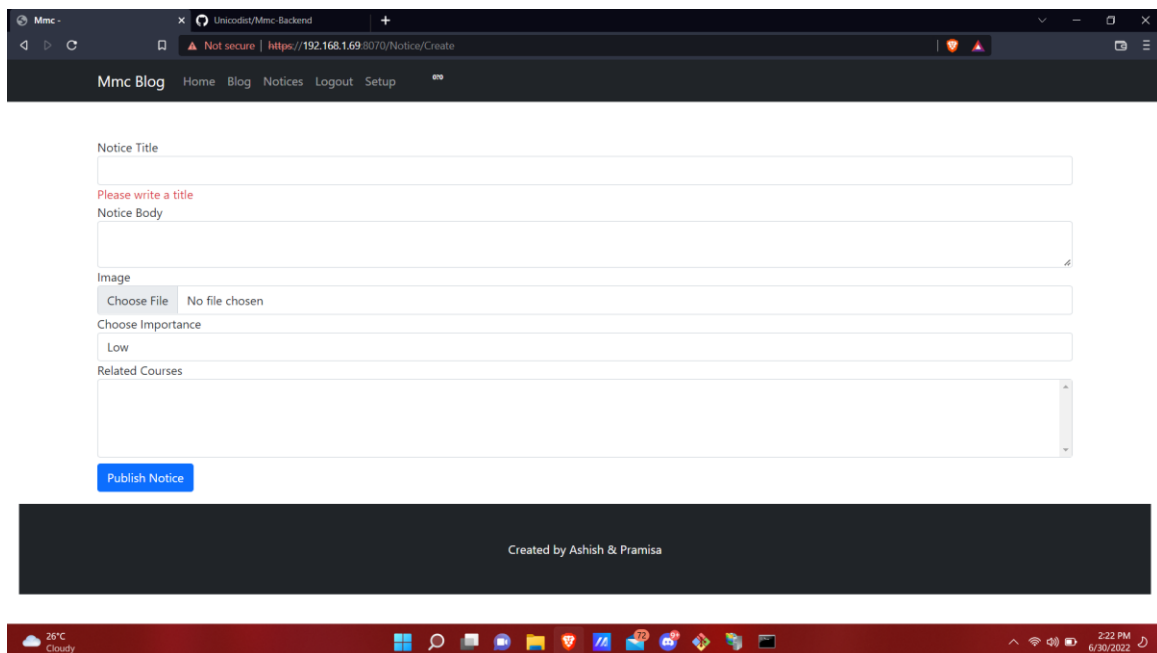 Mmc -
Unicodist/Mmc-Backend
Not secure | https://192.168.1.69:8070/Notice/Create
Mmc Blog Home Blog Notices Logout Setup
Notice Title
Please write a title
Notice Body
Image
Choose File No file chosen
Choose Importance
Low
Related Courses
Publish Notice
Created by Ashish & Pramisa
26°C
Cloudy
72
9+
2:22 PM
6/30/2022